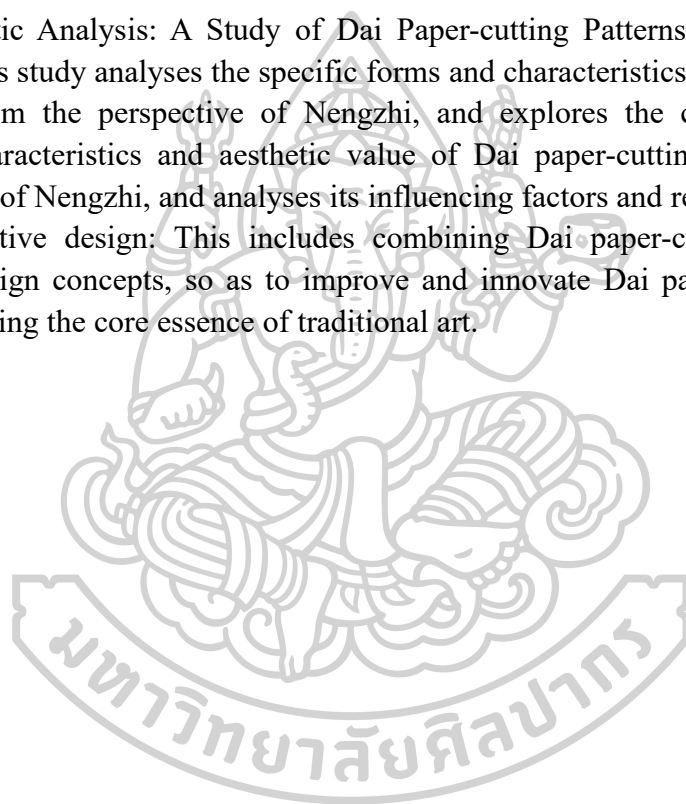 tic Analysis: A Study of Dai Paper-cutting Patterns
s study analyses the specific forms and characteristics
m the perspective of Nengzhi, and explores the c
aracteristics and aesthetic value of Dai paper-cuttin
of Nengzhi, and analyses its influencing factors and re
tive design: This includes combining Dai paper-c
ign concepts, so as to improve and innovate Dai pa
ing the core essence of traditional art.
มหาวิทยาลัยศิลปากร